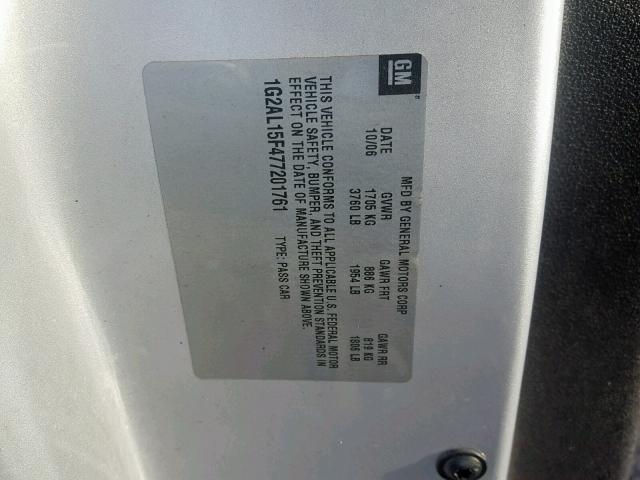 GM
MFD BY GENERAL MOTORS CORP
DATE GVWR GAWR FRT GAWR RR
10/06 1705 KG 886 KG 819 KG
3760 LB 1954 LB 1806 LB
THIS VEHICLE CONFORMS TO ALL APPLICABLE U.S. FEDERAL MOTOR
VEHICLE SAFETY, BUMPER, AND THEFT PREVENTION STANDARDS IN
EFFECT ON THE DATE OF MANUFACTURE SHOWN ABOVE.
1G2AL15F477201761 TYPE: PASS CAR